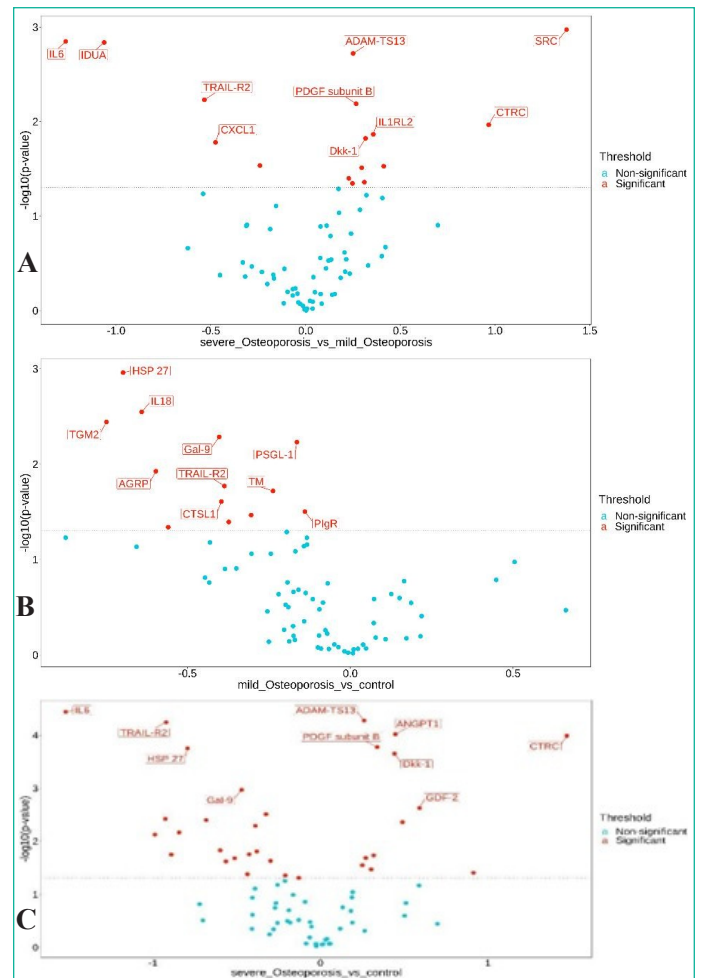 3
IL6
IDUA
ADAM-TS13
SRC
TRAIL-R2
PDGF subunit B
CTRC
2
CXCL1
IL1RL2
Dkk-1
-log10(p-value)
Threshold
a Non-significant
a Significant
1
A
0
-1.0 -0.5 0.0 0.5 1.0 1.5
severe_Osteoporosis_vs_mild_Osteoporosis
3
HSP 27
IL18
TGM2
Gal-9
PSGL-1
2
AGRP
TRAIL-R2
TM
CTSL1
PIgR
-log10(p-value)
Threshold
a Non-significant
a Significant
1
B
0
-0.5 0.0 0.5
mild_Osteoporosis_vs_control
IL6
ADAM-TS13
TRAIL-R2
ANGPT1
4
PDGF subunit B
CTRC
HSP 27
Dkk-1
3
Gal-9
GDF-2
-log10(p-value)
Threshold
a Non-significant
a Significant
2
1
C
0
-1 0 1
severe_Osteoporosis_vs_control